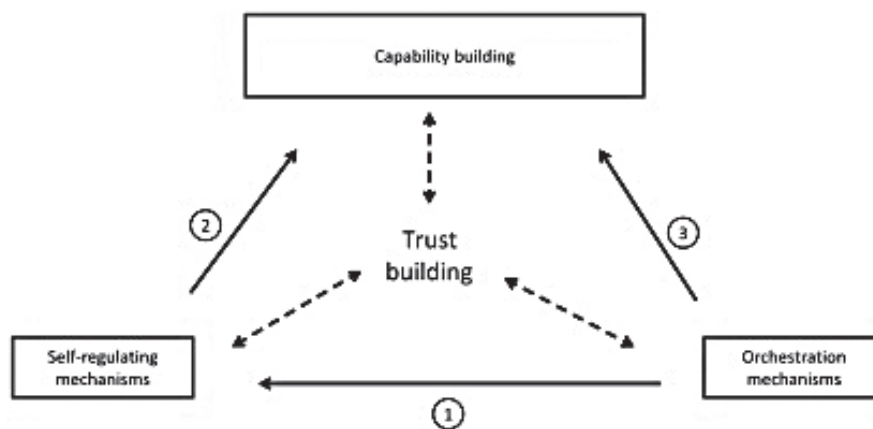 Capability building
2
3
Trust
building
Self-regulating
mechanisms
Orchestration
mechanisms
1